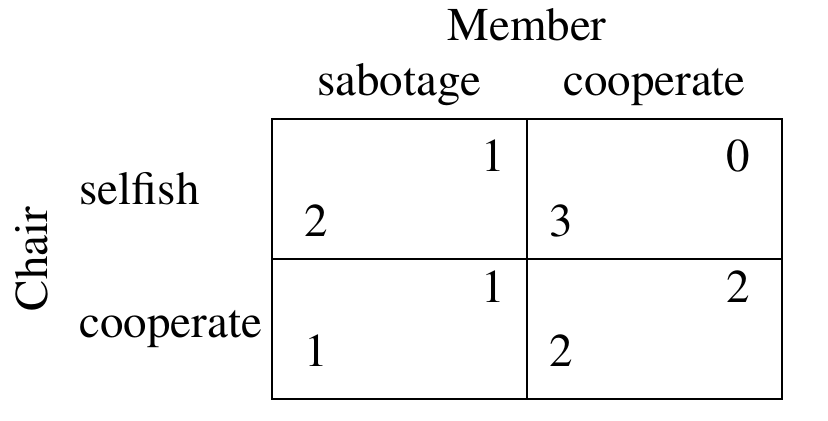 Member
sabotage cooperate
Chair
selfish
1 0
2 3
cooperate
1 2
1 2